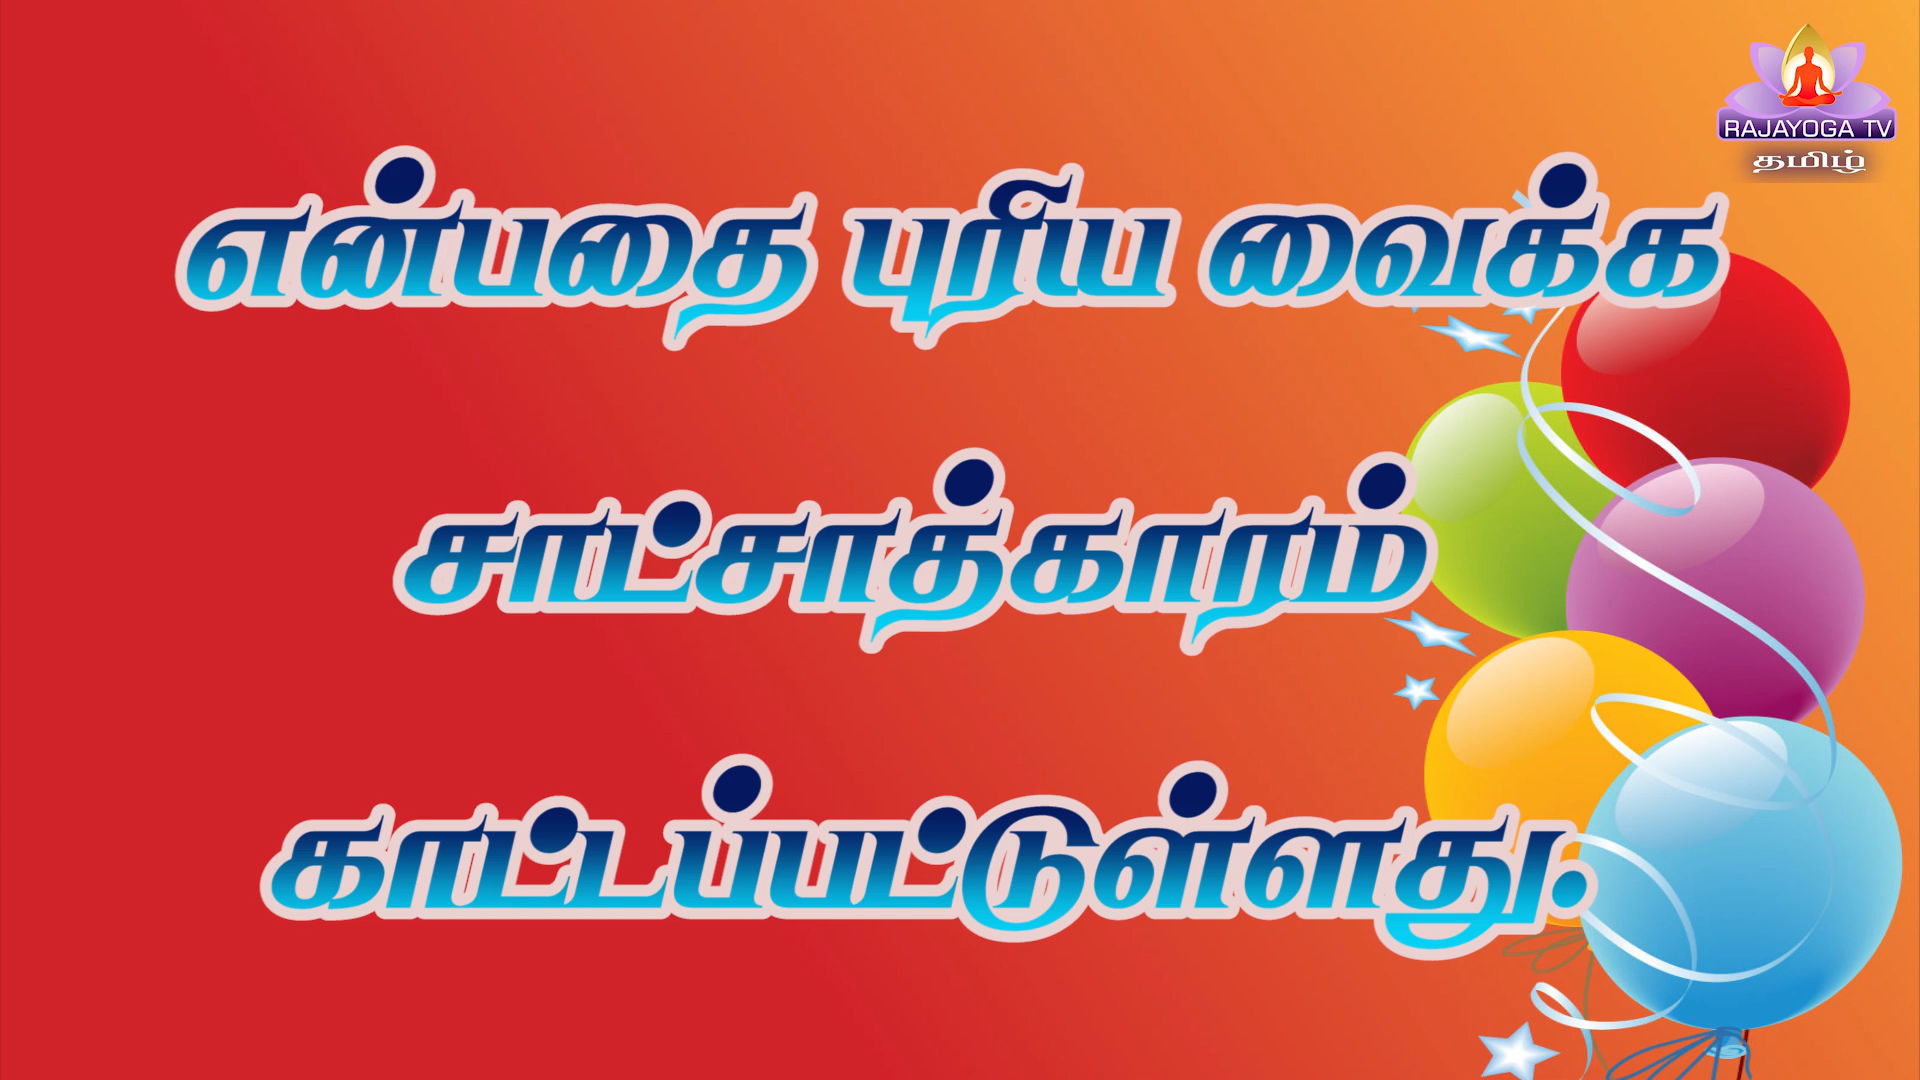 RAJAYOGA TV
தமிழ்
என்பதை புரிய வைக்க
சாட்சாத்காரம்
காட்டப்பட்டுள்ளது.